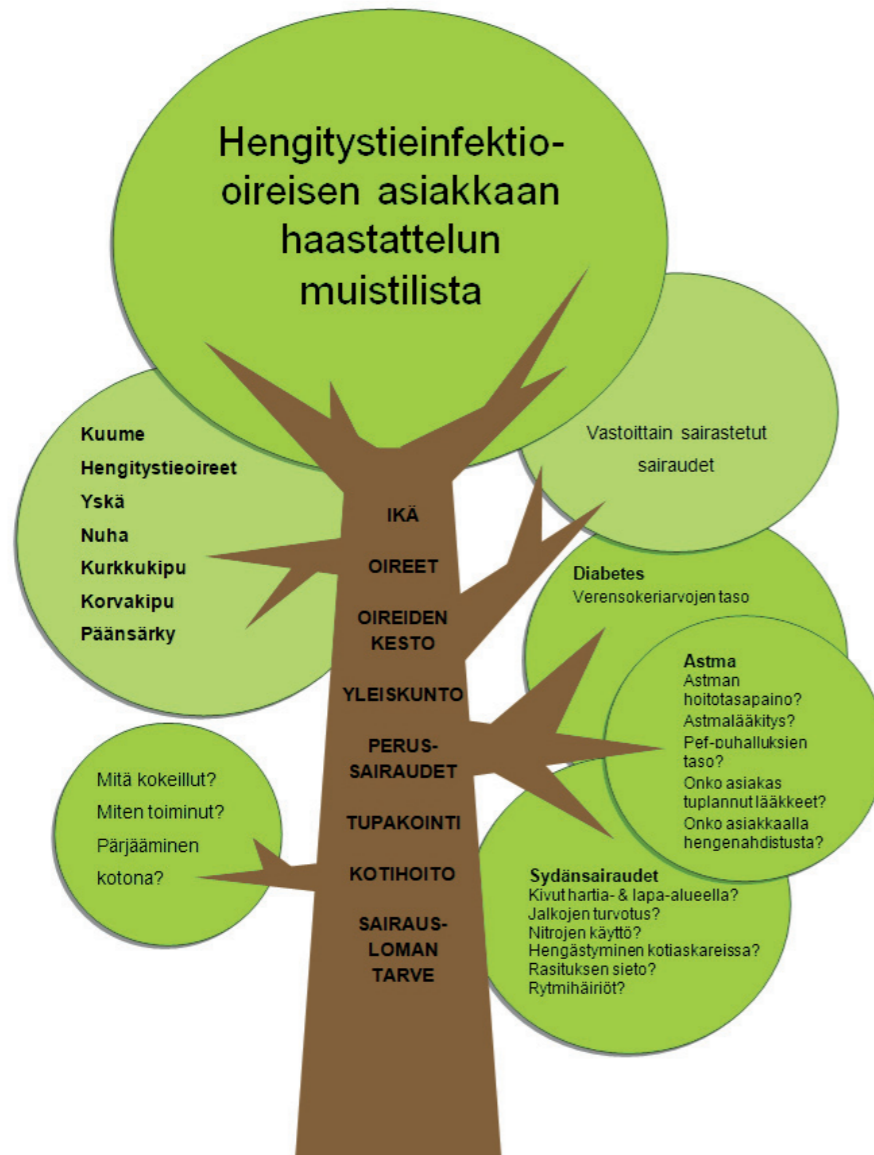 Hengitystieinfektio-
oireisen asiakkaan
haastattelun
muistilista
Kuume
Hengitystieoireet
Yskä
Nuha
Kurkkukipu
Korvakipu
Päänsärky
Vastoittain sairastetut
sairaudet
IKÄ
OIREET
OIREIDEN
KESTO
YLEISKUNTO
PERUS-
SAIRAUDET
TUPAKOINTI
KOTIHOITO
SAIRAUS-
LOMAN
TARVE
Diabetes
Verensokeriarvojen taso
Astma
Astman
hoitotasapaino?
Astmalääkitys?
Pef-puhalluksien
taso?
Onko asiakas
tuplannut lääkkeet?
Onko asiakkaalla
hengenahdistusta?
Mitä kokeillut?
Miten toiminut?
Pärjääminen
kotona?
Sydänsairaudet
Kivut hartia- & lapa-alueella?
Jalkojen turvotus?
Nitrojen käyttö?
Hengästyminen kotiaskareissa?
Rasituksen sieto?
Rytmihäiriöt?